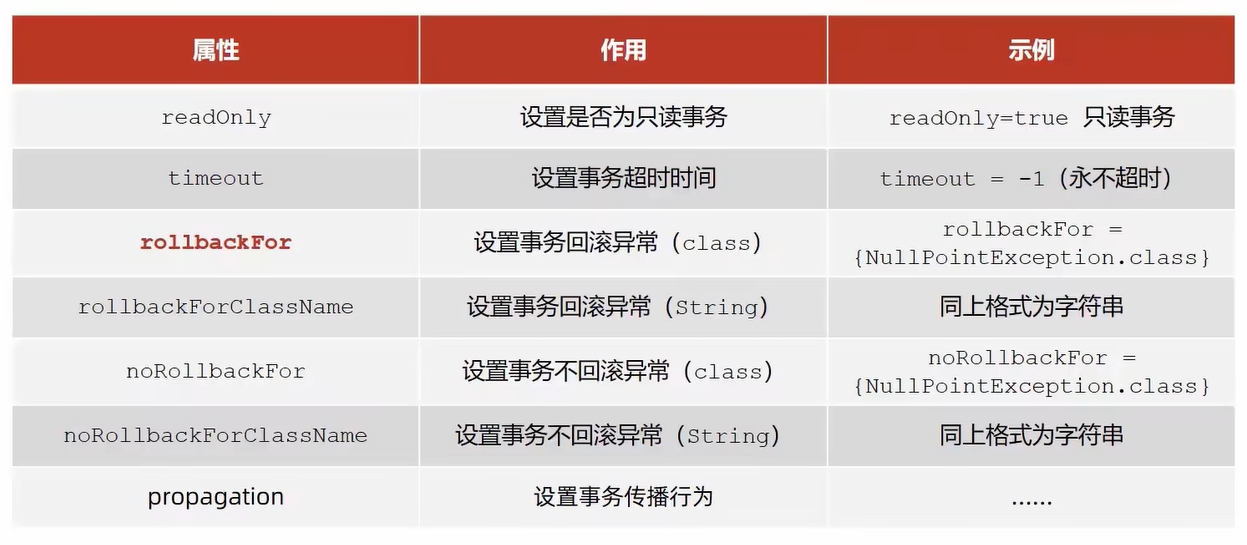 属性 作用 示例
readOnly 设置是否为只读事务 readOnly=true 只读事务
timeout 设置事务超时时间 timeout = -1（永不超时）
rollbackFor 设置事务回滚异常（class） rollbackFor =
{NullPointException.class}
rollbackForClassName 设置事务回滚异常（String） 同上格式为字符串
noRollbackFor 设置事务不回滚异常（class） noRollbackFor =
{NullPointException.class}
noRollbackForClassName 设置事务不回滚异常（String） 同上格式为字符串
propagation 设置事务传播行为 ……